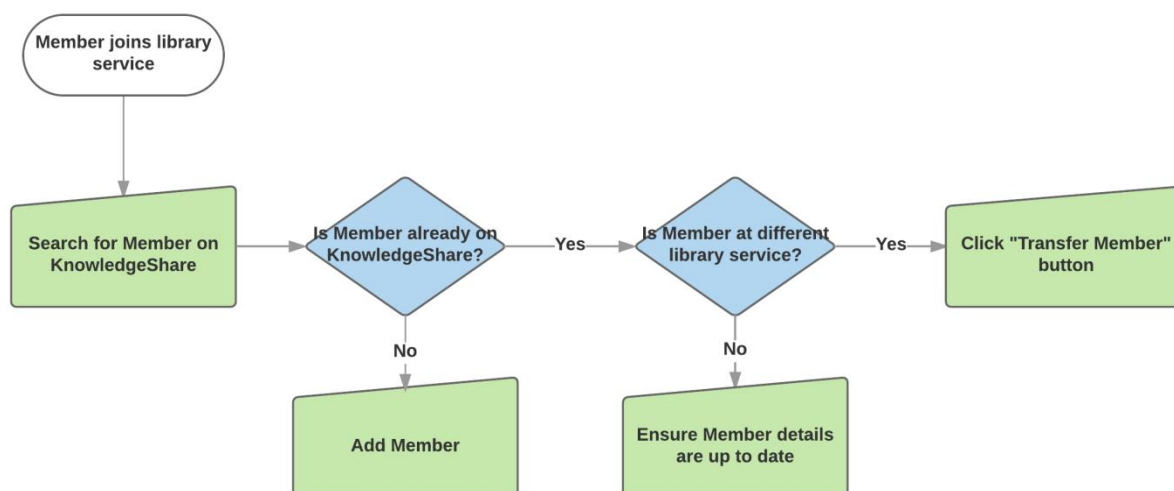 Member joins library
service
Search for Member on
KnowledgeShare
Is Member already on
KnowledgeShare?
Yes
Is Member at different
library service?
Yes
Click "Transfer Member"
button
No
Add Member
No
Ensure Member details
are up to date